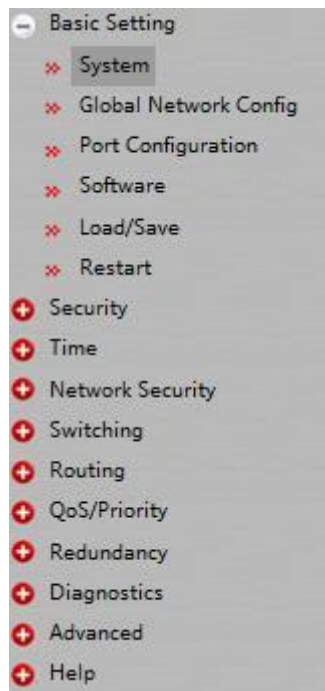 Basic Setting
System
Global Network Config
Port Configuration
Software
Load/Save
Restart
Security
Time
Network Security
Switching
Routing
QoS/Priority
Redundancy
Diagnostics
Advanced
Help